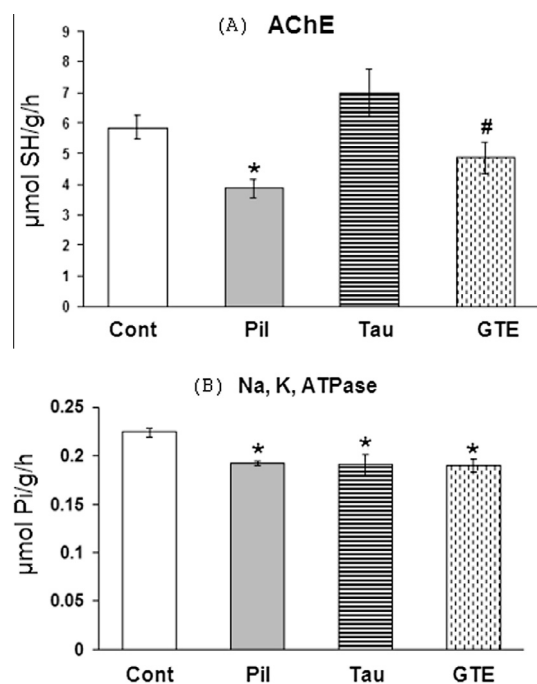 (A) AChE
µmol SH/g/h
9
8
7
6
5
4
3
2
1
0
*
#
Cont Pil Tau GTE
(B) Na, K, ATPase
µmol Pi/g/h
0.25
0.2
0.15
0.1
0.05
0
* * *
Cont Pil Tau GTE